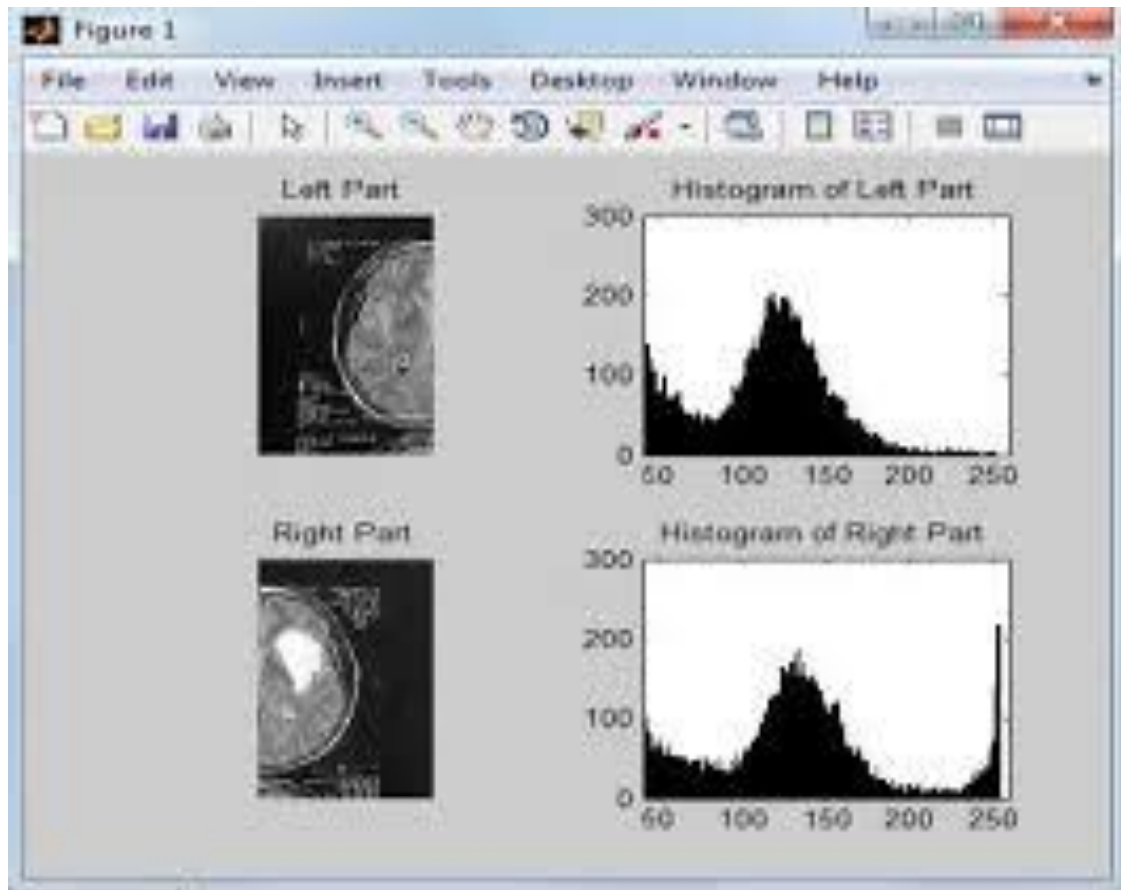 Figure 1
File Edit View Insert Tools Desktop Window Help
Left Part
Histogram of Left Part
300
200
100
0
50 100 150 200 250
Right Part
Histogram of Right Part
300
200
100
0
50 100 150 200 250